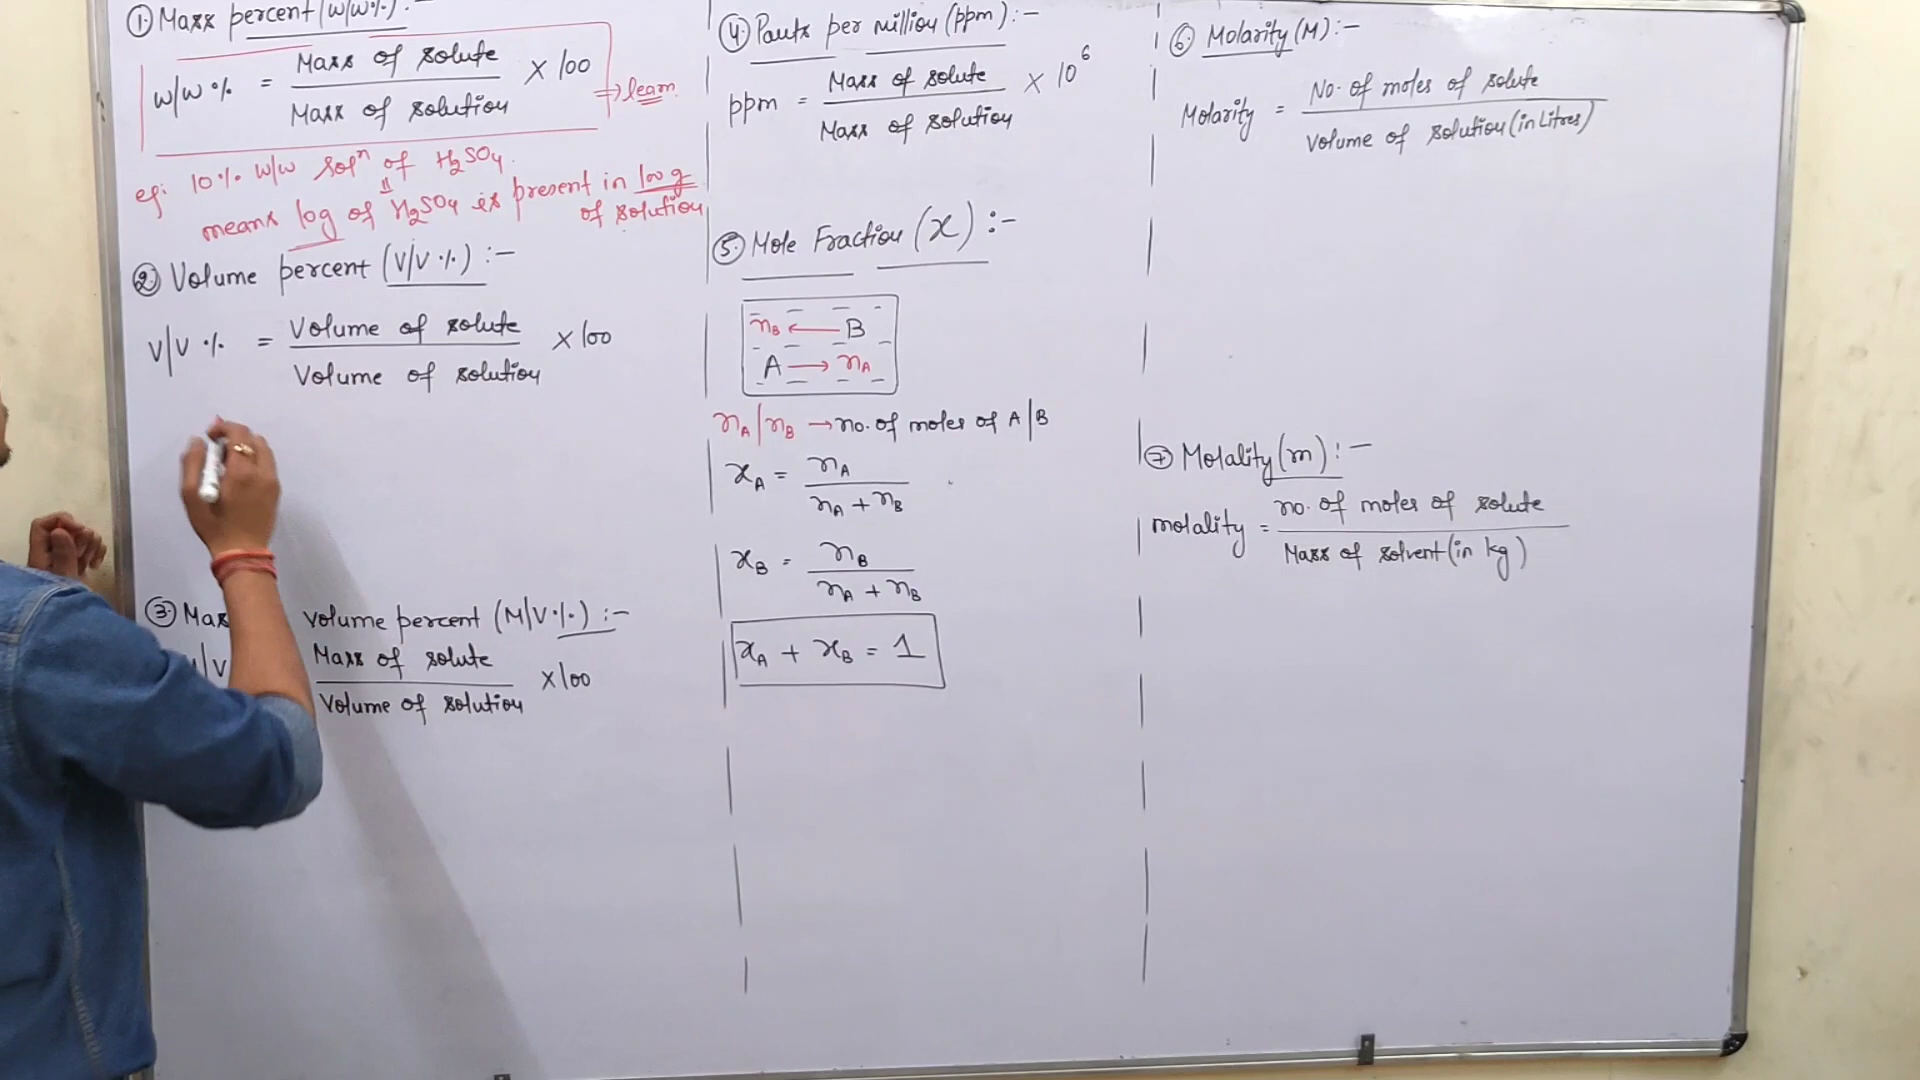 ① Mass percent (w/w%) :-
w/w % = Mass of solute / Mass of solution × 100
⇒ learn
eg: 10% w/w solⁿ of H₂SO₄.
means 10g of H₂SO₄ is present in 100g
of solution
② Volume percent (V/V %) :-
V/V % = Volume of solute / Volume of solution × 100
③ Mas volume percent (M/V %) :-
/V Mass of solute / Volume of solution × 100
④ Parts per million (ppm) :-
ppm = Mass of solute / Mass of solution × 10⁶
⑤ Mole Fraction (x) :-
n_B ← B
A → n_A
n_A/n_B → no. of moles of A/B
x_A = n_A / n_A + n_B
x_B = n_B / n_A + n_B
x_A + x_B = 1
⑥ Molarity (M) :-
Molarity = No. of moles of solute / Volume of solution (in Litres)
⑦ Molality (m) :-
molality = no. of moles of solute / Mass of solvent (in kg)